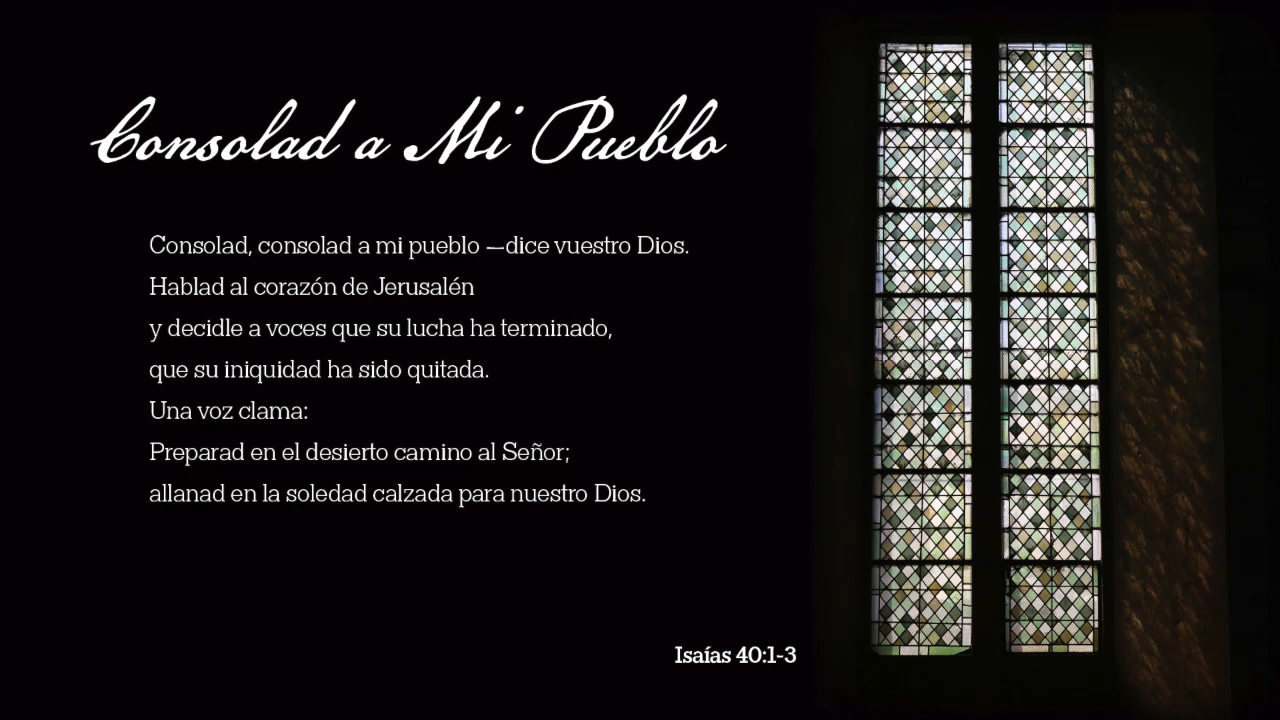 Consolad a Mi Pueblo
Consolad, consolad a mi pueblo —dice vuestro Dios.
Hablad al corazón de Jerusalén
y decidle a voces que su lucha ha terminado,
que su iniquidad ha sido quitada.
Una voz clama:
Preparad en el desierto camino al Señor;
allanad en la soledad calzada para nuestro Dios.
Isaías 40:1-3